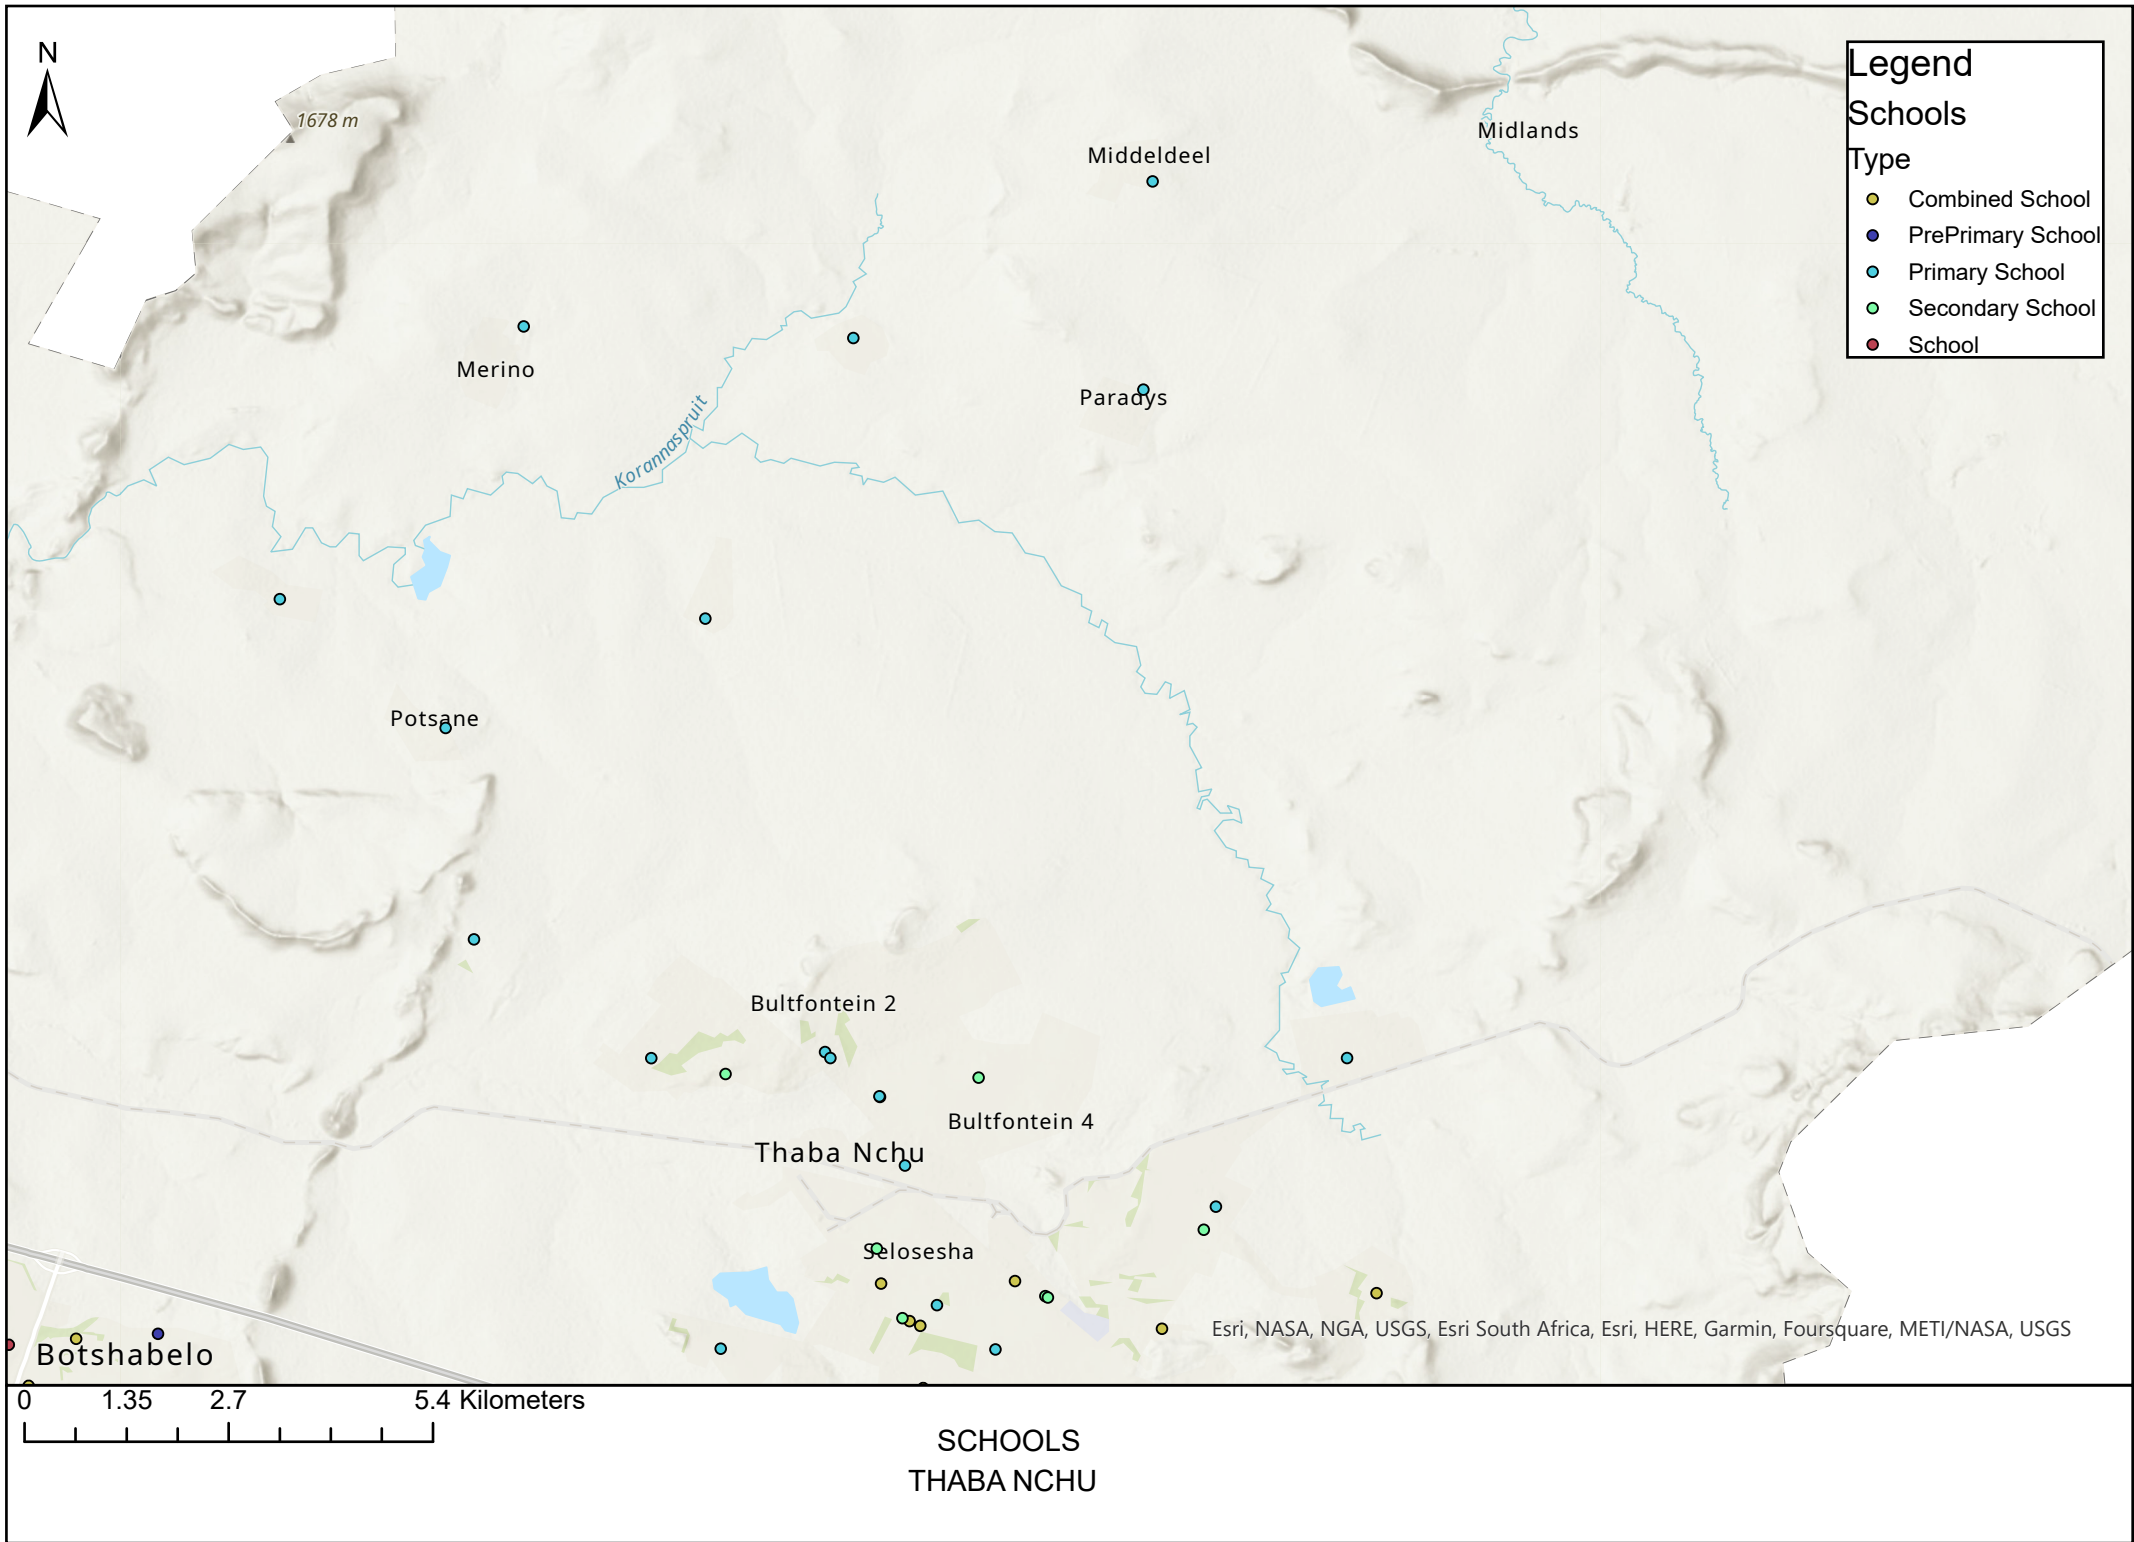 N
1678 m
Middeldeel
Midlands
Legend
Schools
Type
Combined School
PrePrimary School
Primary School
Secondary School
School
Merino
Paradys
Korannaspruit
Potsane
Bultfontein 2
Bultfontein 4
Thaba Nchu
Selosesha
Esri, NASA, NGA, USGS, Esri South Africa, Esri, HERE, Garmin, Foursquare, METI/NASA, USGS
Botshabelo
0 1.35 2.7 5.4 Kilometers
SCHOOLS
THABA NCHU